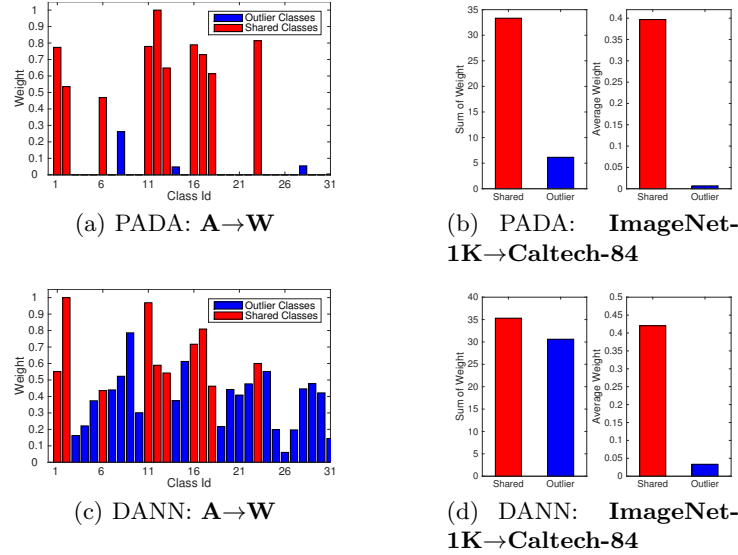 Outlier Classes
Shared Classes
1
0.9
0.8
0.7
0.6
0.5
0.4
0.3
0.2
0.1
0
Weight
1 6 11 16 21 26 31
Class Id
(a) PADA: A→W
35
30
25
20
15
10
5
0
Sum of Weight
Shared Outlier
0.4
0.35
0.3
0.25
0.2
0.15
0.1
0.05
0
Average Weight
Shared Outlier
(b) PADA: ImageNet-
1K→Caltech-84
Outlier Classes
Shared Classes
1
0.9
0.8
0.7
0.6
0.5
0.4
0.3
0.2
0.1
0
Weight
1 6 11 16 21 26 31
Class Id
(c) DANN: A→W
40
35
30
25
20
15
10
5
0
Sum of Weight
Shared Outlier
0.5
0.45
0.4
0.35
0.3
0.25
0.2
0.15
0.1
0.05
0
Average Weight
Shared Outlier
(d) DANN: ImageNet-
1K→Caltech-84